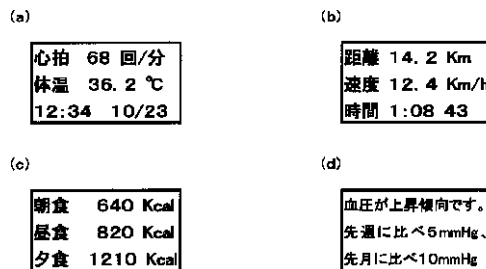 (a)
心拍 68 回/分
体温 36.2 ℃
12:34 10/23
(b)
距離 14.2 Km
速度 12.4 Km/h
時間 1:08 43
(c)
朝食 640 Kcal
昼食 820 Kcal
夕食 1210 Kcal
(d)
血圧が上昇傾向です。
先週に比べ5mmHg、
先月に比べ10mmHg